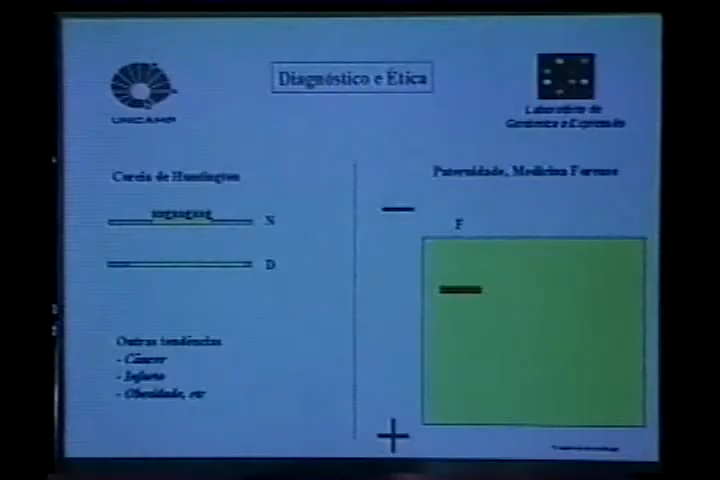 Diagnóstico e Ética
UNICAMP
Laboratório de
Genômica e Expressão
Coreia de Huntington
N
D
Outras tendências
- Câncer
- Infarto
- Obesidade, etc
Paternidade, Medicina Forense
F